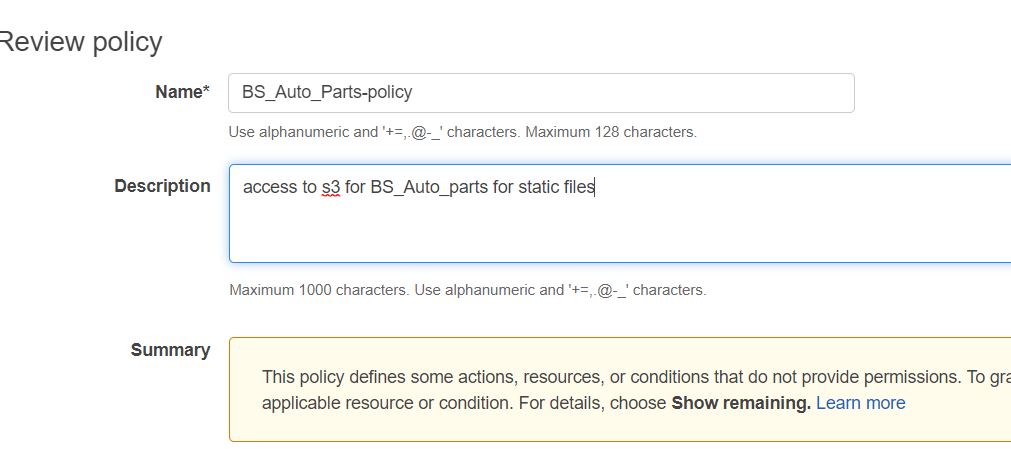 Review policy
Name* BS_Auto_Parts-policy
Use alphanumeric and '+=,.@-_' characters. Maximum 128 characters.
Description access to s3 for BS_Auto_parts for static files
Maximum 1000 characters. Use alphanumeric and '+=,.@-_' characters.
Summary
This policy defines some actions, resources, or conditions that do not provide permissions. To
applicable resource or condition. For details, choose Show remaining. Learn more